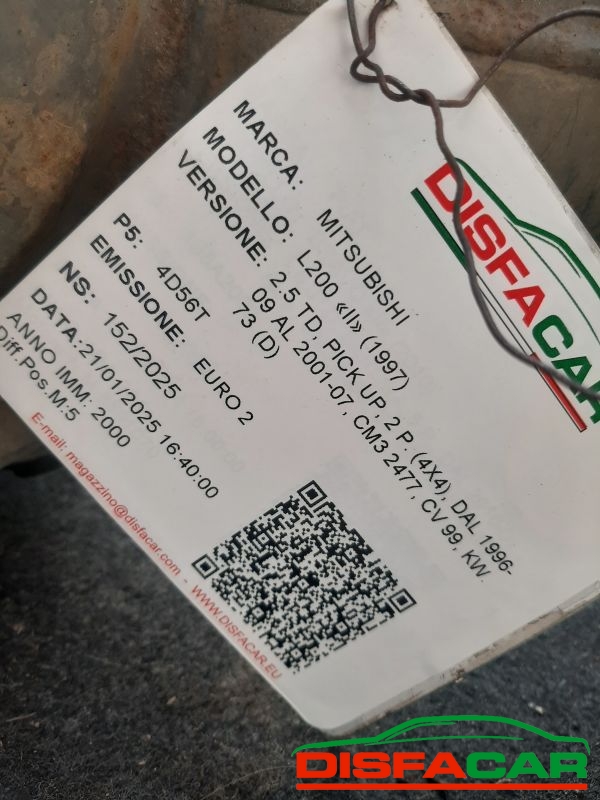 DISFACAR
MARCA: MITSUBISHI
MODELLO: L200 «II» (1997)
VERSIONE: 2.5 TD, PICK UP, 2 P. (4X4), DAL 1996-
09 AL 2001-07, CM3 2477, CV 99, KW.
73 (D)
P5: 4D56T
EMISSIONE: EURO 2
NS: 152/2025
DATA:21/01/2025 16:40:00
ANNO IMM: 2000
Diff.Pos.M:5
E-mail: magazzino@disfacar.com - WWW.DISFACAR.EU
DISFACAR